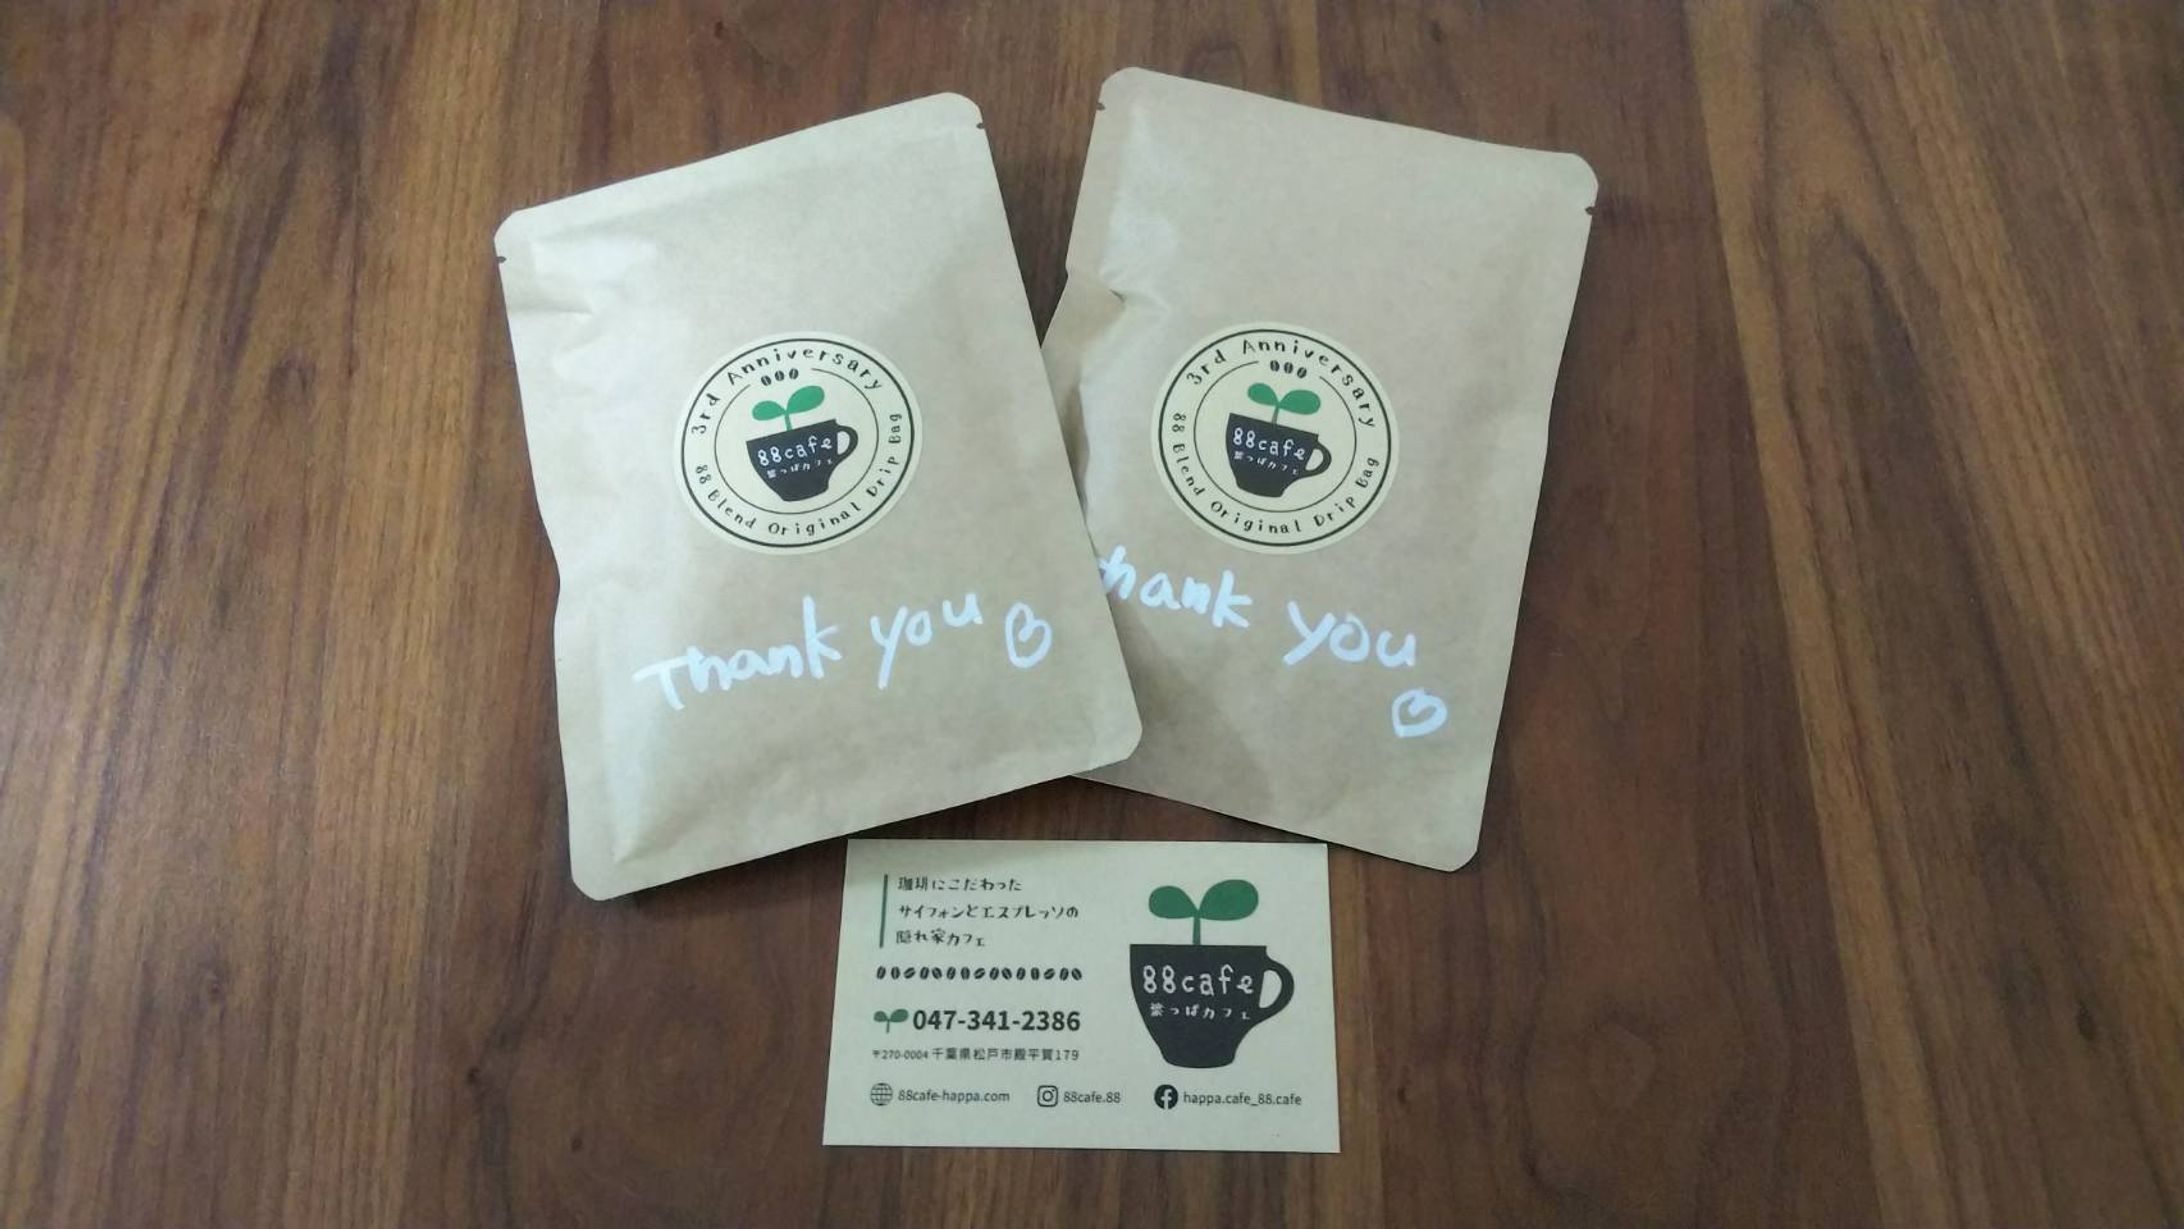 3rd Anniversary
88cafe
葉っぱカフェ
88 Blend Original Drip Bag
Thank you
3rd Anniversary
88cafe
葉っぱカフェ
88 Blend Original Drip Bag
hank you
珈琲にこだわった
サイフォンとエスプレッソの
隠れ家カフェ
047-341-2386
〒270-0004 千葉県松戸市殿平賀179
88cafe
葉っぱカフェ
88cafe-happa.com 88cafe.88 happa.cafe_88.cafe